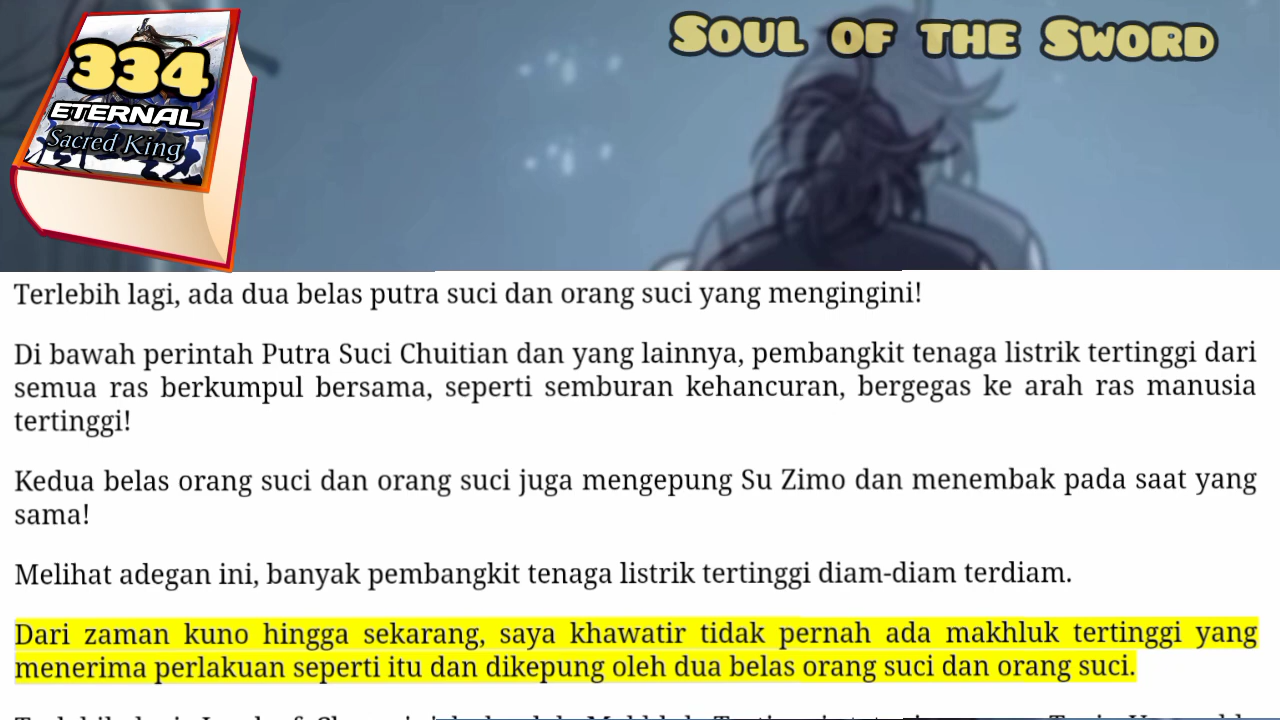 SOUL OF THE SWORD
334
ETERNAL
Sacred King
Terlebih lagi, ada dua belas putra suci dan orang suci yang mengingini!
Di bawah perintah Putra Suci Chuitian dan yang lainnya, pembangkit tenaga listrik tertinggi dari
semua ras berkumpul bersama, seperti semburan kehancuran, bergegas ke arah ras manusia
tertinggi!
Kedua belas orang suci dan orang suci juga mengepung Su Zimo dan menembak pada saat yang
sama!
Melihat adegan ini, banyak pembangkit tenaga listrik tertinggi diam-diam terdiam.
Dari zaman kuno hingga sekarang, saya khawatir tidak pernah ada makhluk tertinggi yang
menerima perlakuan seperti itu dan dikepung oleh dua belas orang suci dan orang suci.